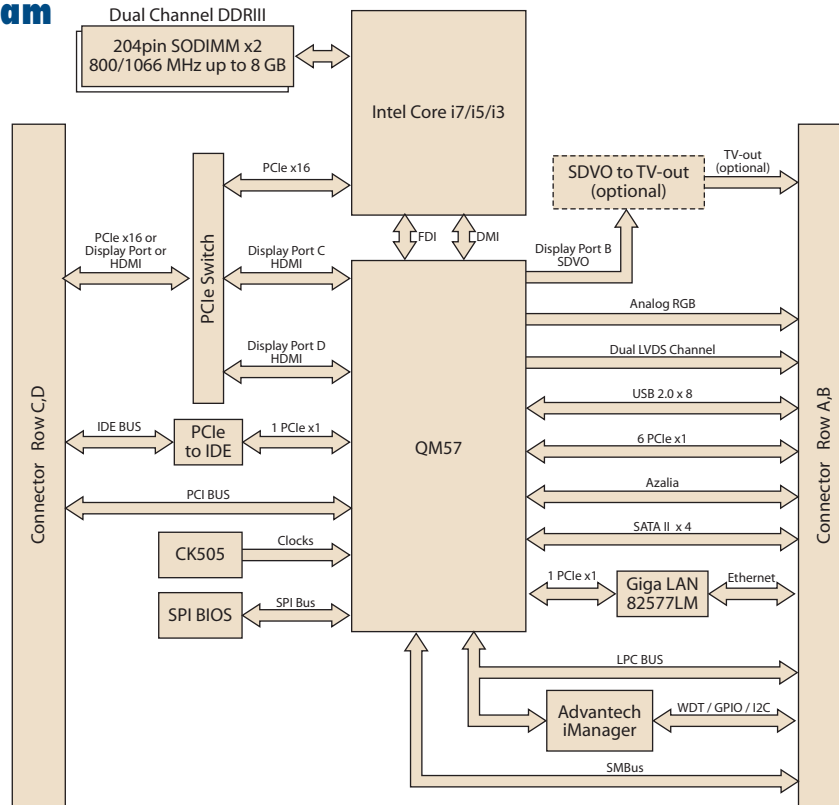 am
Dual Channel DDRIII
204pin SODIMM x2
800/1066 MHz up to 8 GB
Intel Core i7/i5/i3
PCIe x16
SDVO to TV-out
(optional)
TV-out
(optional)
FDI
DMI
PCIe x16 or
Display Port or
HDMI
PCIe Switch
Display Port C
HDMI
Display Port B
SDVO
Analog RGB
Display Port D
HDMI
Dual LVDS Channel
USB 2.0 x 8
Connector Row C,D
IDE BUS
PCIe
to IDE
1 PCIe x1
QM57
6 PCIe x1
Connector Row A,B
Azalia
PCI BUS
SATA II x 4
CK505
Clocks
1 PCIe x1
Giga LAN
82577LM
Ethernet
SPI BIOS
SPI Bus
LPC BUS
Advantech
iManager
WDT / GPIO / I2C
SMBus